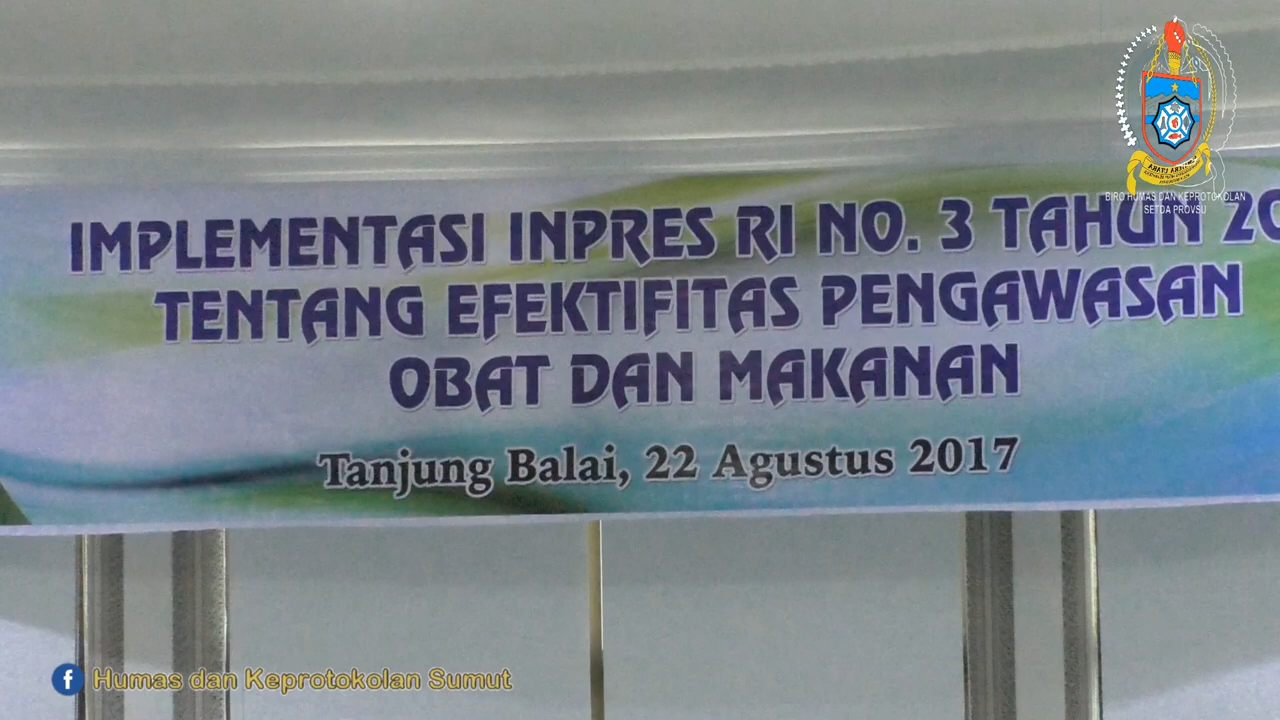 IMPLEMENTASI INPRES RI NO. 3 TAHUN 20
TENTANG EFEKTIFITAS PENGAWASAN
OBAT DAN MAKANAN
Tanjung Balai, 22 Agustus 2017
BIRO HUMAS DAN KEPROTOKOLAN
SETDA PROVSU
Humas dan Keprotokolan Sumut